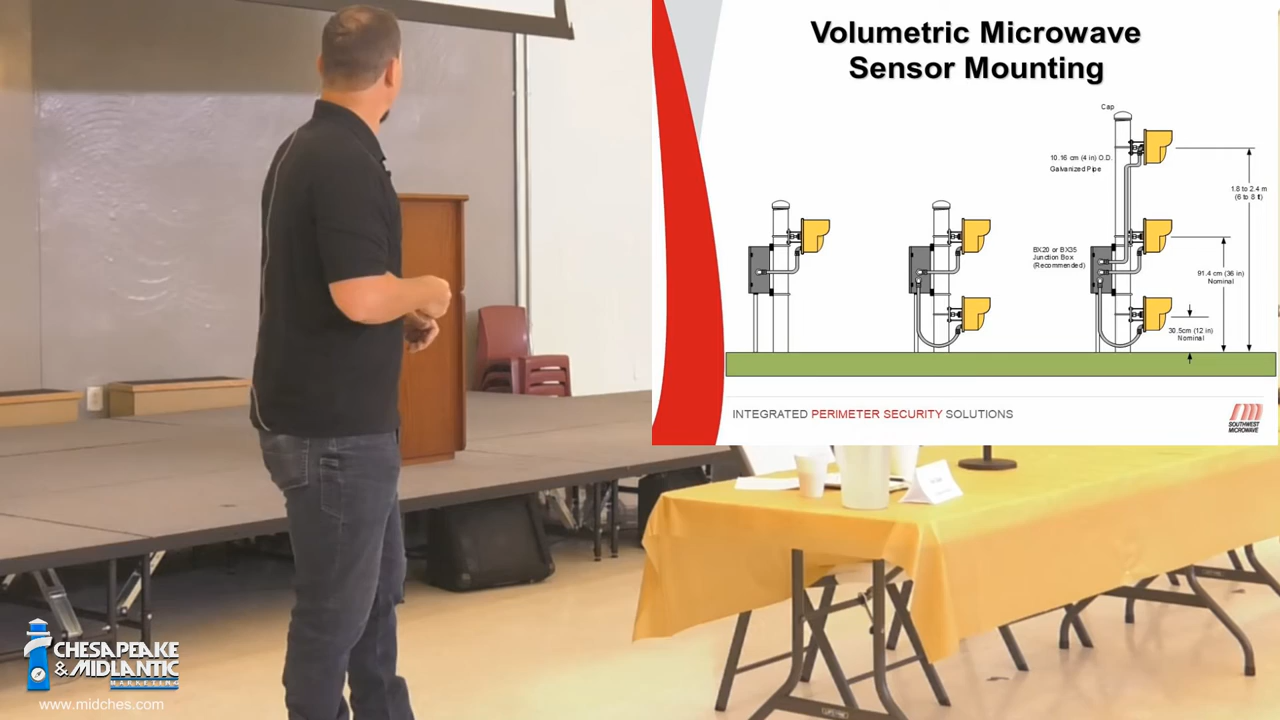 Volumetric Microwave
Sensor Mounting
Cap
10.16 cm (4 in) O.D.
Galvanized Pipe
1.8 to 2.4 m
(6 to 8 ft)
BX20 or BX35
Junction Box
(Recommended)
91.4 cm (36 in)
Nominal
30.5cm (12 in)
Nominal
INTEGRATED PERIMETER SECURITY SOLUTIONS
SOUTHWEST
MICROWAVE
CHESAPEAKE
& MIDLANTIC
MARKETING
www.midches.com